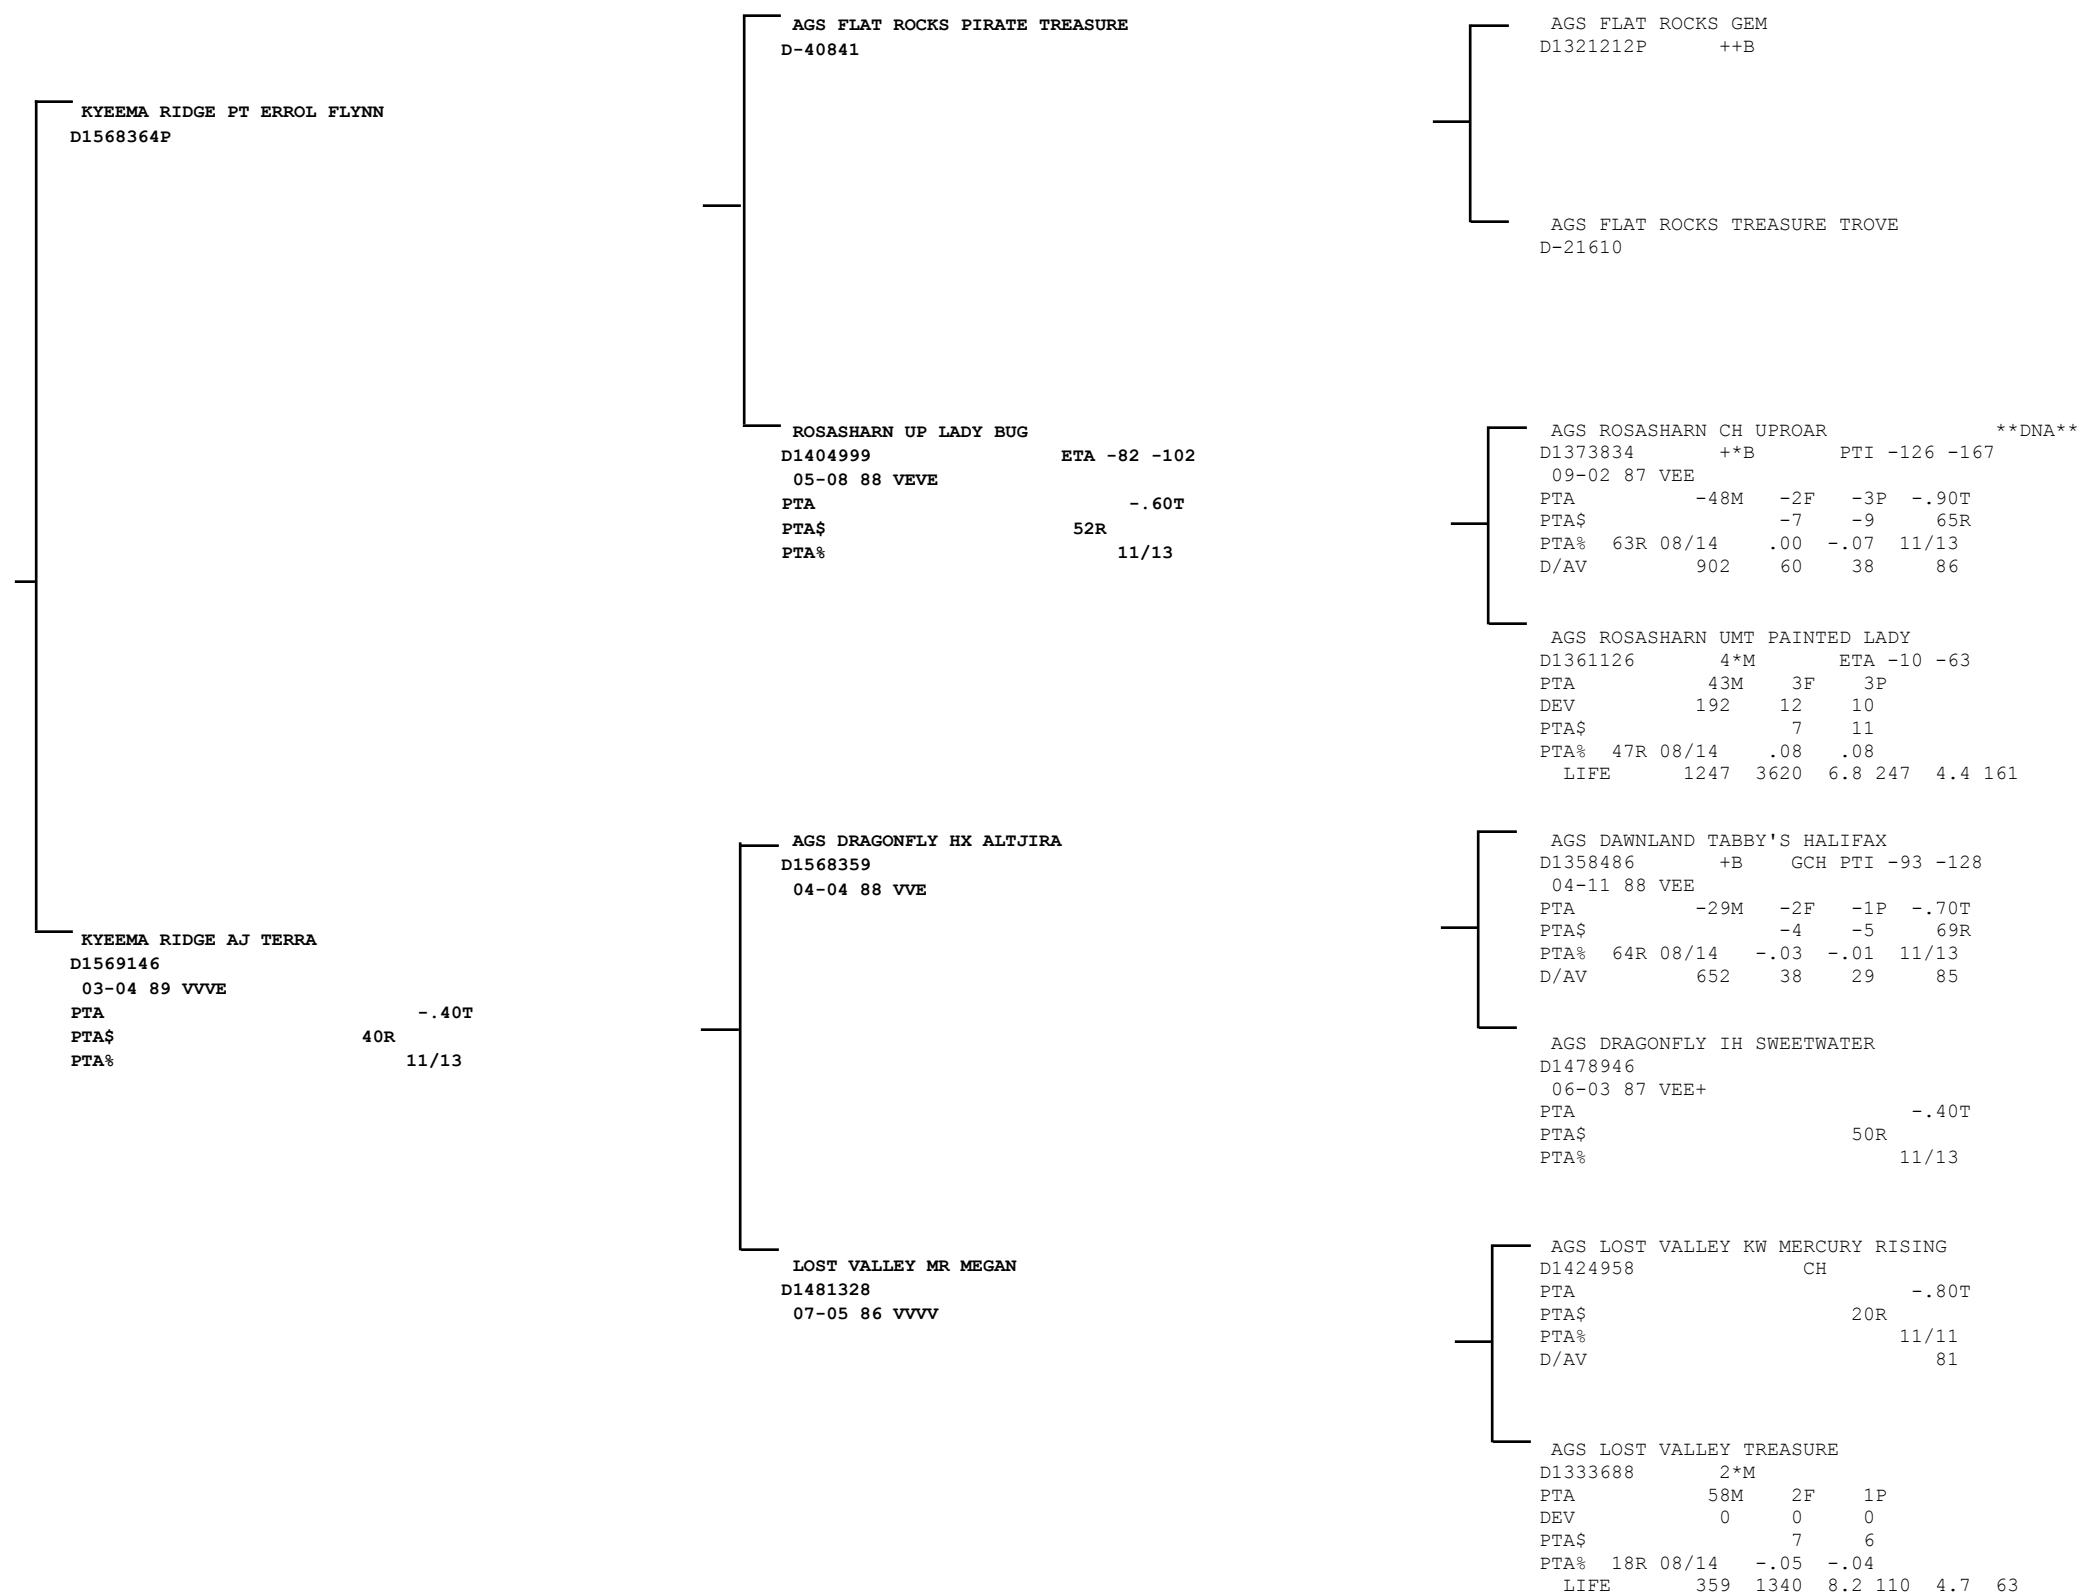 KYEEMA RIDGE PT ERROL FLYNN
D1568364P
KYEEMA RIDGE AJ TERRA
D1569146
03-04 89 VVVE
PTA -.40T
PTA$ 40R
PTA% 11/13
AGS FLAT ROCKS PIRATE TREASURE
D-40841
ROSASHARN UP LADY BUG
D1404999 ETA -82 -102
05-08 88 VEVE
PTA -.60T
PTA$ 52R
PTA% 11/13
AGS DRAGONFLY HX ALTJIRA
D1568359
04-04 88 VVE
LOST VALLEY MR MEGAN
D1481328
07-05 86 VVVV
AGS FLAT ROCKS GEM
D1321212P ++B
AGS FLAT ROCKS TREASURE TROVE
D-21610
AGS ROSASHARN CH UPROAR **DNA**
D1373834 +*B PTI -126 -167
09-02 87 VEE
PTA -48M -2F -3P -.90T
PTA$ -7 -9 65R
PTA% 63R 08/14 .00 -.07 11/13
D/AV 902 60 38 86
AGS ROSASHARN UMT PAINTED LADY
D1361126 4*M ETA -10 -63
PTA 43M 3F 3P
DEV 192 12 10
PTA$ 7 11
PTA% 47R 08/14 .08 .08
LIFE 1247 3620 6.8 247 4.4 161
AGS DAWNLAND TABBY'S HALIFAX
D1358486 +B GCH PTI -93 -128
04-11 88 VEE
PTA -29M -2F -1P -.70T
PTA$ -4 -5 69R
PTA% 64R 08/14 -.03 -.01 11/13
D/AV 652 38 29 85
AGS DRAGONFLY IH SWEETWATER
D1478946
06-03 87 VEE+
PTA -.40T
PTA$ 50R
PTA% 11/13
AGS LOST VALLEY KW MERCURY RISING
D1424958 CH
PTA -.80T
PTA$ 20R
PTA% 11/11
D/AV 81
AGS LOST VALLEY TREASURE
D1333688 2*M
PTA 58M 2F 1P
DEV 0 0 0
PTA$ 7 6
PTA% 18R 08/14 -.05 -.04
LIFE 359 1340 8.2 110 4.7 63